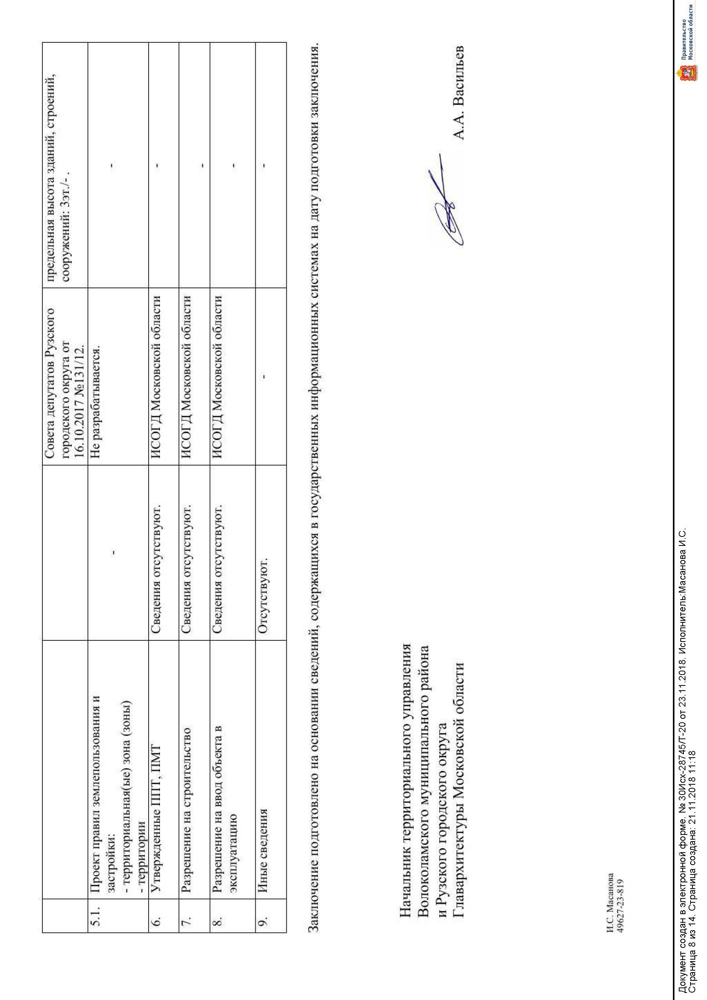 Совета депутатов Рузского
городского округа от
16.10.2017 №131/12.
предельная высота зданий, строений,
сооружений: 3эт./- .
5.1.
Проект правил землепользования и
застройки:
- территориальная(ые) зона (зоны)
- территории
-
Не разрабатывается.
-
6.
Утвержденные ППТ, ПМТ
Сведения отсутствуют.
ИСОГД Московской области
-
7.
Разрешение на строительство
Сведения отсутствуют.
ИСОГД Московской области
-
8.
Разрешение на ввод объекта в
эксплуатацию
Сведения отсутствуют.
ИСОГД Московской области
-
9.
Иные сведения
Отсутствуют.
-
-
Заключение подготовлено на основании сведений, содержащихся в государственных информационных системах на дату подготовки заключения.
Начальник территориального управления
Волоколамского муниципального района
и Рузского городского округа
Главархитектуры Московской области
А.А. Васильев
И.С. Масанова
49627-23-819
Документ создан в электронной форме. № 30Исх-28745/Т-20 от 23.11.2018. Исполнитель:Масанова И.С.
Страница 8 из 14. Страница создана: 21.11.2018 11:18
Правительство
Московской области